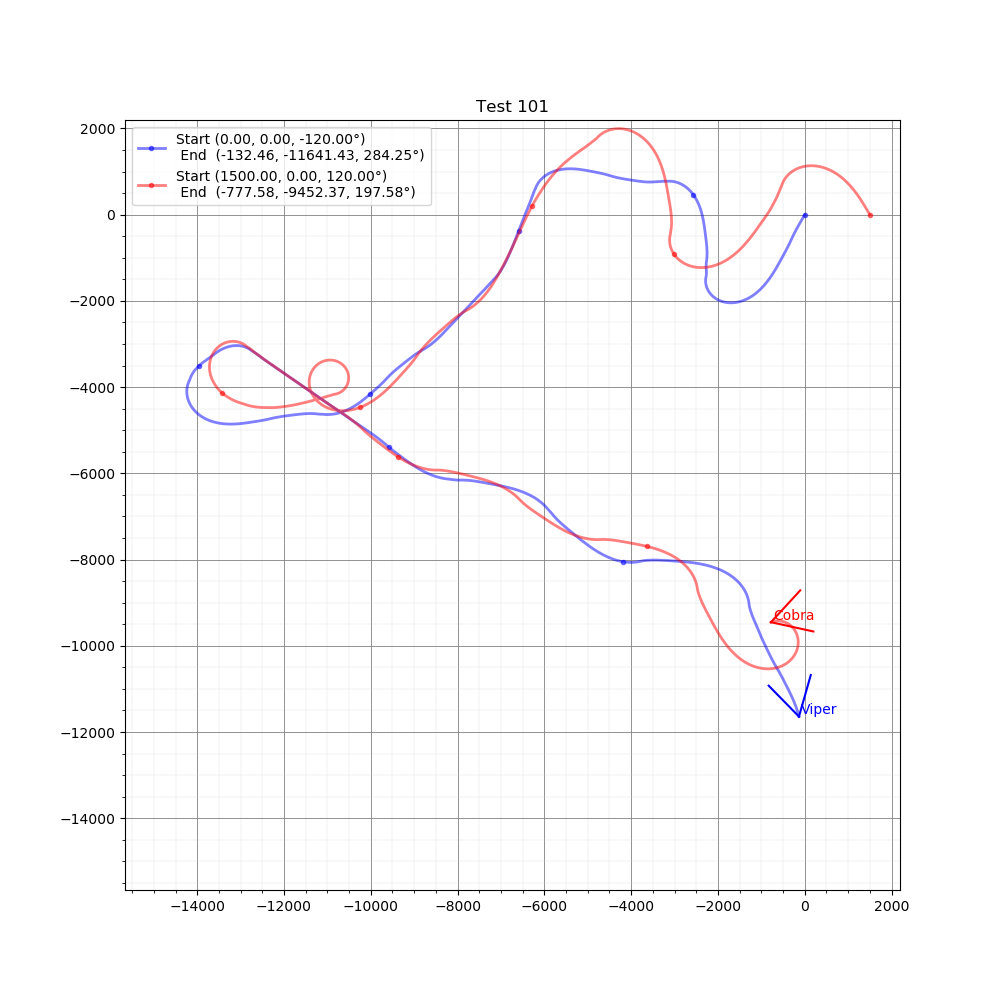 Test 101
Start (0.00, 0.00, -120.00°)
End  (-132.46, -11641.43, 284.25°)
Start (1500.00, 0.00, 120.00°)
End  (-777.58, -9452.37, 197.58°)
2000
0
−2000
−4000
−6000
−8000
−10000
−12000
−14000
Cobra
Viper
−14000 −12000 −10000 −8000 −6000 −4000 −2000 0 2000